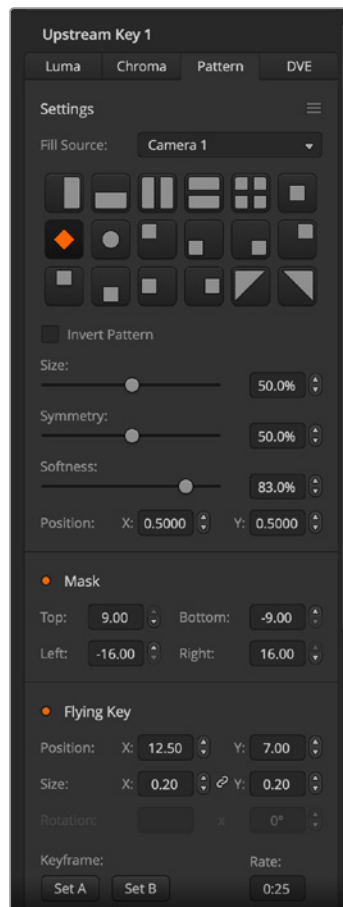 Upstream Key 1
Luma Chroma Pattern DVE
Settings
Fill Source: Camera 1
Invert Pattern
Size:
50.0%
Symmetry:
50.0%
Softness:
83.0%
Position: X: 0.5000 Y: 0.5000
Mask
Top: 9.00 Bottom: -9.00
Left: -16.00 Right: 16.00
Flying Key
Position: X: 12.50 Y: 7.00
Size: X: 0.20 Y: 0.20
Rotation: x 0°
Keyframe: Rate:
Set A Set B 0:25